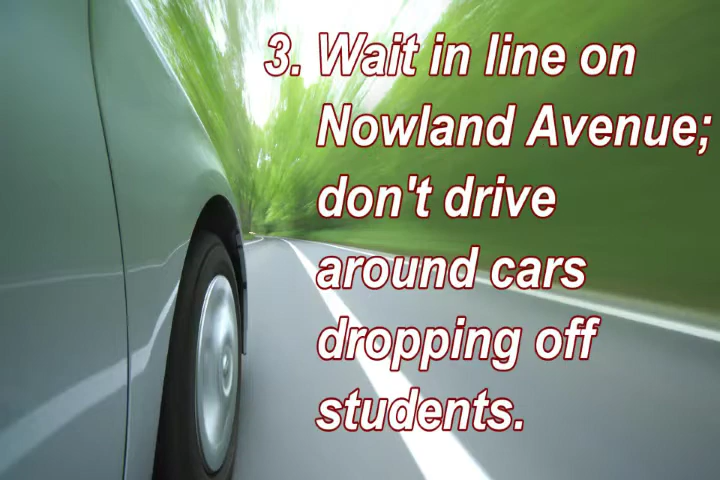 3. Wait in line on
Nowland Avenue;
don't drive
around cars
dropping off
students.